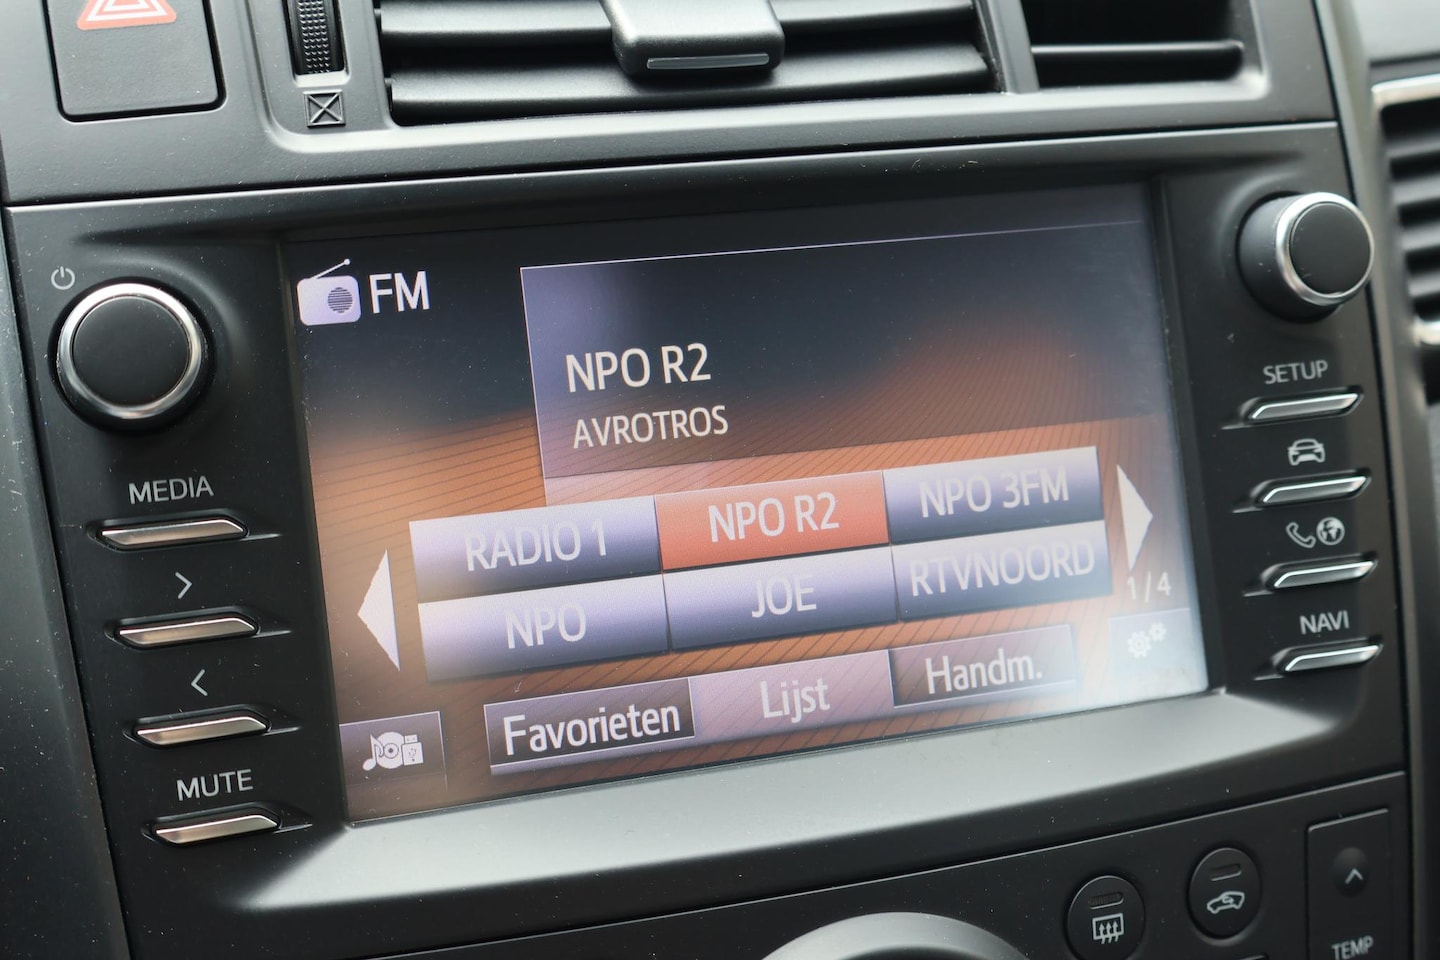 FM
NPO R2
AVROTROS
RADIO 1
NPO R2
NPO 3FM
NPO
JOE
RTVNOORD
1/4
Favorieten
Lijst
Handm.
MEDIA
>
<
MUTE
SETUP
NAVI
TEMP